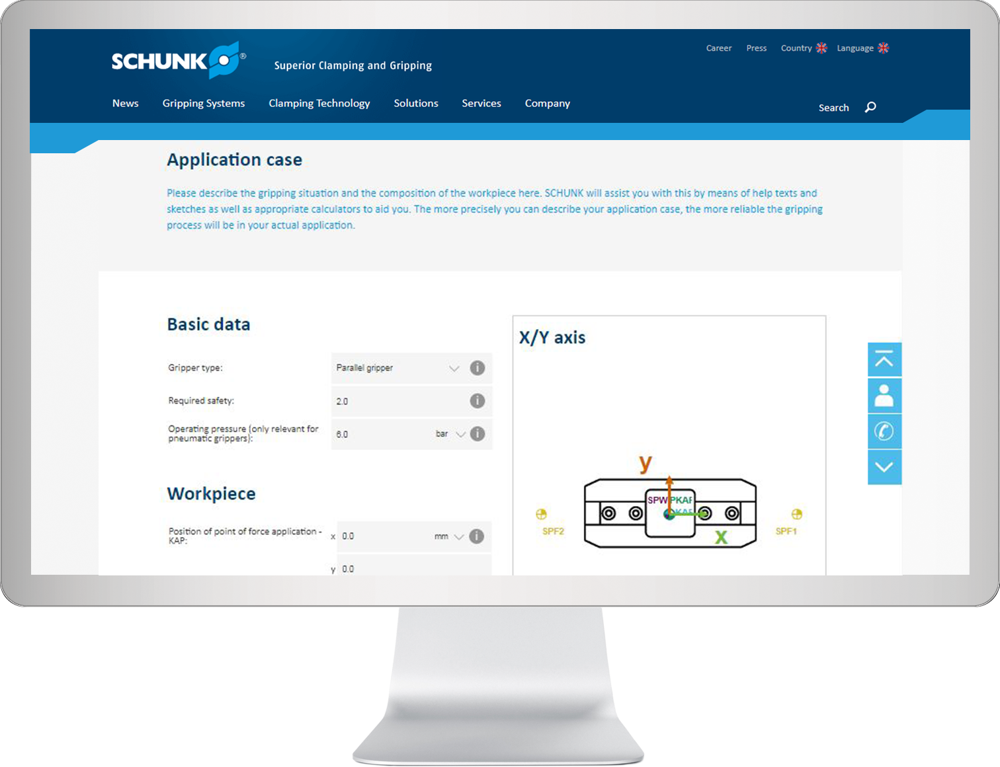 SCHUNK ®
Superior Clamping and Gripping
Career Press Country Language
News Gripping Systems Clamping Technology Solutions Services Company
Search
Application case
Please describe the gripping situation and the composition of the workpiece here. SCHUNK will assist you with this by means of help texts and
sketches as well as appropriate calculators to aid you. The more precisely you can describe your application case, the more reliable the gripping
process will be in your actual application.
Basic data
Gripper type: Parallel gripper i
Required safety: 2.0 i
Operating pressure (only relevant for
pneumatic grippers): 6.0 bar i
Workpiece
Position of point of force application -
KAP: x 0.0 mm i
y 0.0
X/Y axis
y
SPW PKAF
KAF
SPF2
SPF1
x